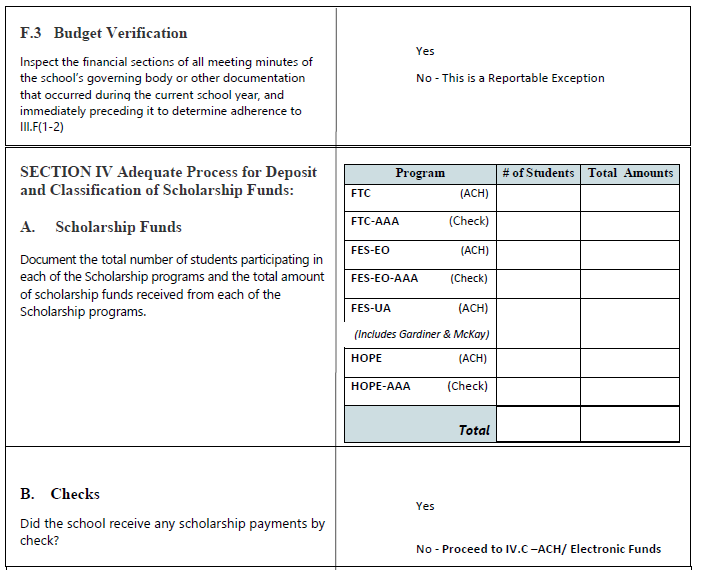 F.3 Budget Verification
Inspect the financial sections of all meeting minutes of
the school's governing body or other documentation
that occurred during the current school year, and
immediately preceding it to determine adherence to
III.F(1-2)
Yes
No - This is a Reportable Exception
SECTION IV Adequate Process for Deposit
and Classification of Scholarship Funds:
A. Scholarship Funds
Document the total number of students participating in
each of the Scholarship programs and the total amount
of scholarship funds received from each of the
Scholarship programs.
Program # of Students Total Amounts
FTC (ACH)
FTC-AAA (Check)
FES-EO (ACH)
FES-EO-AAA (Check)
FES-UA (ACH)
(Includes Gardiner & McKay)
HOPE (ACH)
HOPE-AAA (Check)
Total
B. Checks
Did the school receive any scholarship payments by
check?
Yes
No - Proceed to IV.C –ACH/ Electronic Funds